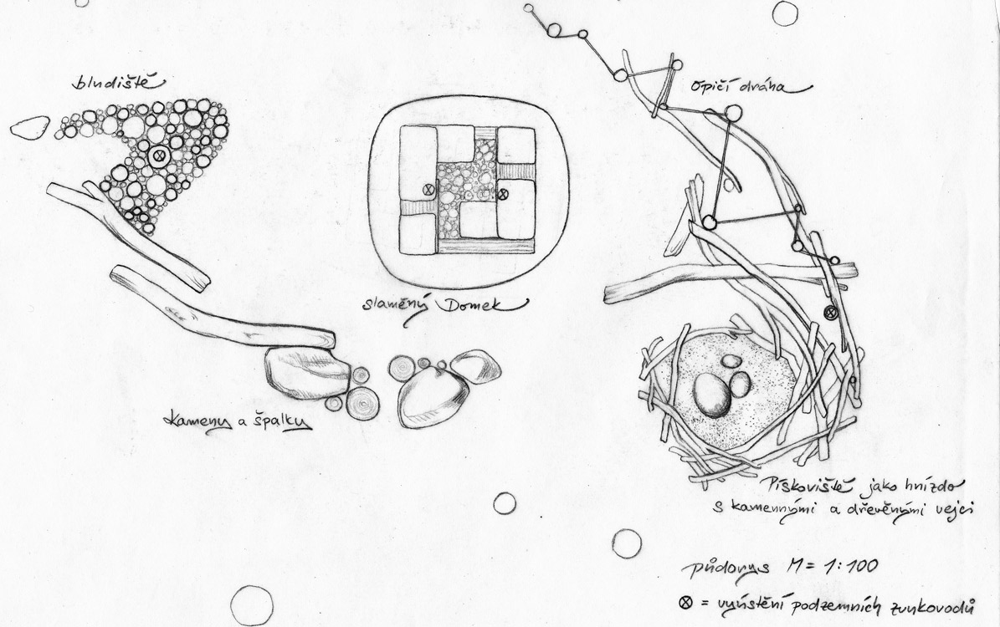 bludiště
Opičí dráha
slaměný Domek
kameny a špalky
Pískoviště jako hnízdo
s kamennými a dřevěnými vejci
půdorys M = 1:100
⊗ = vyústění podzemních zvukovodů